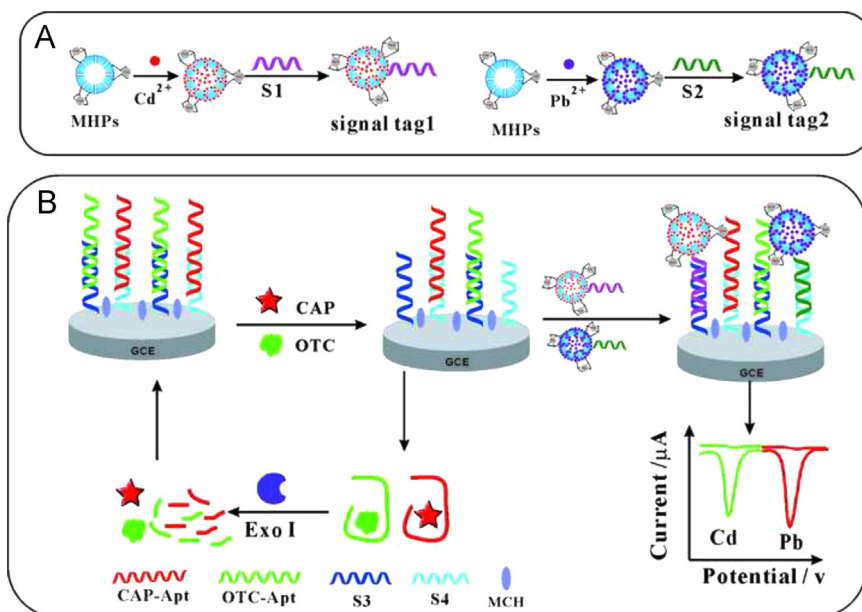 A
MHPs
Cd2+
S1
signal tag1
MHPs
Pb2+
S2
signal tag2
B
GCE
CAP
OTC
GCE
GCE
Exo I
Current /μA
Cd
Pb
Potential / v
CAP-Apt
OTC-Apt
S3
S4
MCH